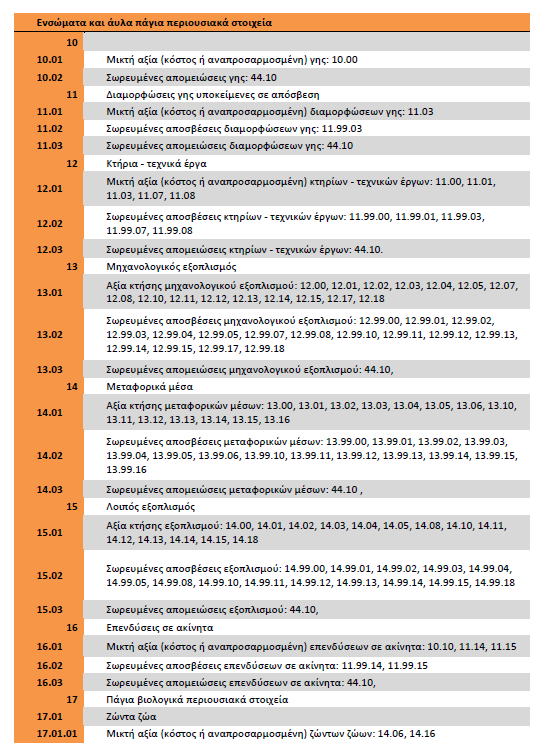 Ενσώματα και άυλα πάγια περιουσιακά στοιχεία
10
10.01 Μικτή αξία (κόστος ή αναπροσαρμοσμένη) γης: 10.00
10.02 Σωρευμένες απομειώσεις γης: 44.10
11 Διαμορφώσεις γης υποκείμενες σε απόσβεση
11.01 Μικτή αξία (κόστος ή αναπροσαρμοσμένη) διαμορφώσεων γης: 11.03
11.02 Σωρευμένες αποσβέσεις διαμορφώσεων γης: 11.99.03
11.03 Σωρευμένες απομειώσεις διαμορφώσεων γης: 44.10
12 Κτήρια - τεχνικά έργα
12.01 Μικτή αξία (κόστος ή αναπροσαρμοσμένη) κτηρίων - τεχνικών έργων: 11.00, 11.01,
11.03, 11.07, 11.08
12.02 Σωρευμένες αποσβέσεις κτηρίων - τεχνικών έργων: 11.99.00, 11.99.01, 11.99.03,
11.99.07, 11.99.08
12.03 Σωρευμένες απομειώσεις κτηρίων - τεχνικών έργων: 44.10.
13 Μηχανολογικός εξοπλισμός
13.01 Αξία κτήσης μηχανολογικού εξοπλισμού: 12.00, 12.01, 12.02, 12.03, 12.04, 12.05, 12.07,
12.08, 12.10, 12.11, 12.12, 12.13, 12.14, 12.15, 12.17, 12.18
13.02 Σωρευμένες αποσβέσεις μηχανολογικού εξοπλισμού: 12.99.00, 12.99.01, 12.99.02,
12.99.03, 12.99.04, 12.99.05, 12.99.07, 12.99.08, 12.99.10, 12.99.11, 12.99.12, 12.99.13,
12.99.14, 12.99.15, 12.99.17, 12.99.18
13.03 Σωρευμένες απομειώσεις μηχανολογικού εξοπλισμού: 44.10,
14 Μεταφορικά μέσα
14.01 Αξία κτήσης μεταφορικών μέσων: 13.00, 13.01, 13.02, 13.03, 13.04, 13.05, 13.06, 13.10,
13.11, 13.12, 13.13, 13.14, 13.15, 13.16
14.02 Σωρευμένες αποσβέσεις μεταφορικών μέσων: 13.99.00, 13.99.01, 13.99.02, 13.99.03,
13.99.04, 13.99.05, 13.99.06, 13.99.10, 13.99.11, 13.99.12, 13.99.13, 13.99.14, 13.99.15,
13.99.16
14.03 Σωρευμένες απομειώσεις μεταφορικών μέσων: 44.10 ,
15 Λοιπός εξοπλισμός
15.01 Αξία κτήσης εξοπλισμού: 14.00, 14.01, 14.02, 14.03, 14.04, 14.05, 14.08, 14.10, 14.11,
14.12, 14.13, 14.14, 14.15, 14.18
15.02 Σωρευμένες αποσβέσεις εξοπλισμού: 14.99.00, 14.99.01, 14.99.02, 14.99.03, 14.99.04,
14.99.05, 14.99.08, 14.99.10, 14.99.11, 14.99.12, 14.99.13, 14.99.14, 14.99.15, 14.99.18
15.03 Σωρευμένες απομειώσεις εξοπλισμού: 44.10,
16 Επενδύσεις σε ακίνητα
16.01 Μικτή αξία (κόστος ή αναπροσαρμοσμένη) επενδύσεων σε ακίνητα: 10.10, 11.14, 11.15
16.02 Σωρευμένες αποσβέσεις επενδύσεων σε ακίνητα: 11.99.14, 11.99.15
16.03 Σωρευμένες απομειώσεις επενδύσεων σε ακίνητα: 44.10,
17 Πάγια βιολογικά περιουσιακά στοιχεία
17.01 Ζώντα ζώα
17.01.01 Μικτή αξία (κόστος ή αναπροσαρμοσμένη) ζώντων ζώων: 14.06, 14.16